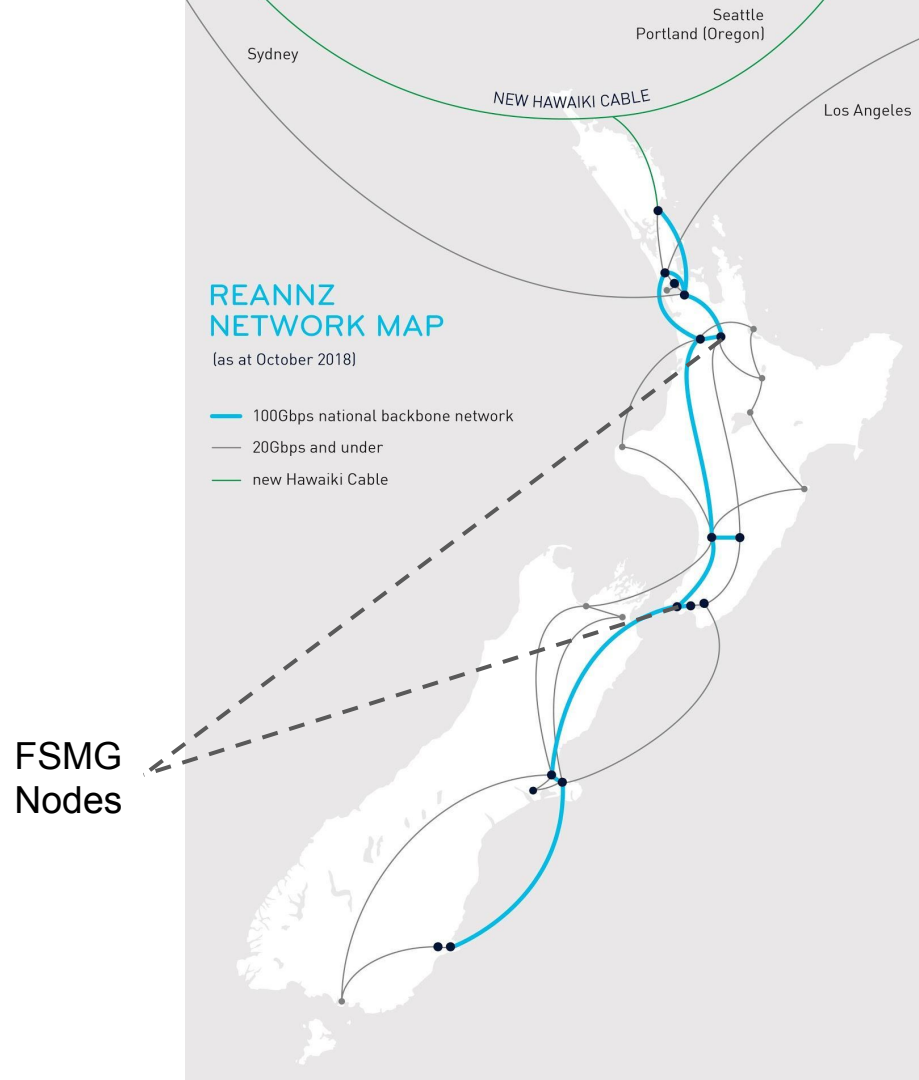 Seattle
Portland (Oregon)
Sydney
NEW HAWAIKI CABLE
Los Angeles
REANNZ
NETWORK MAP
(as at October 2018)
100Gbps national backbone network
20Gbps and under
new Hawaiki Cable
FSMG
Nodes